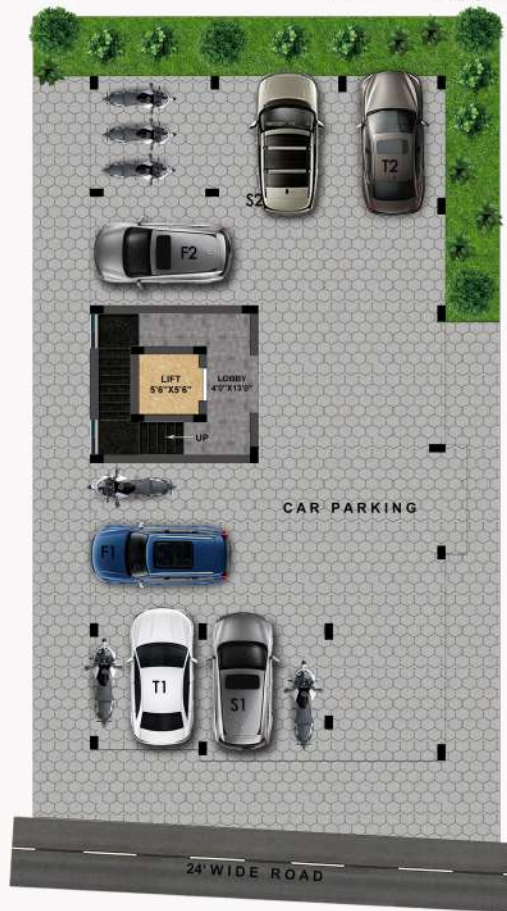 S2
T2
F2
LIFT
5'6"X5'6"
LOBBY
4'0"X13'0"
UP
CAR PARKING
F1
T1
S1
24' WIDE ROAD